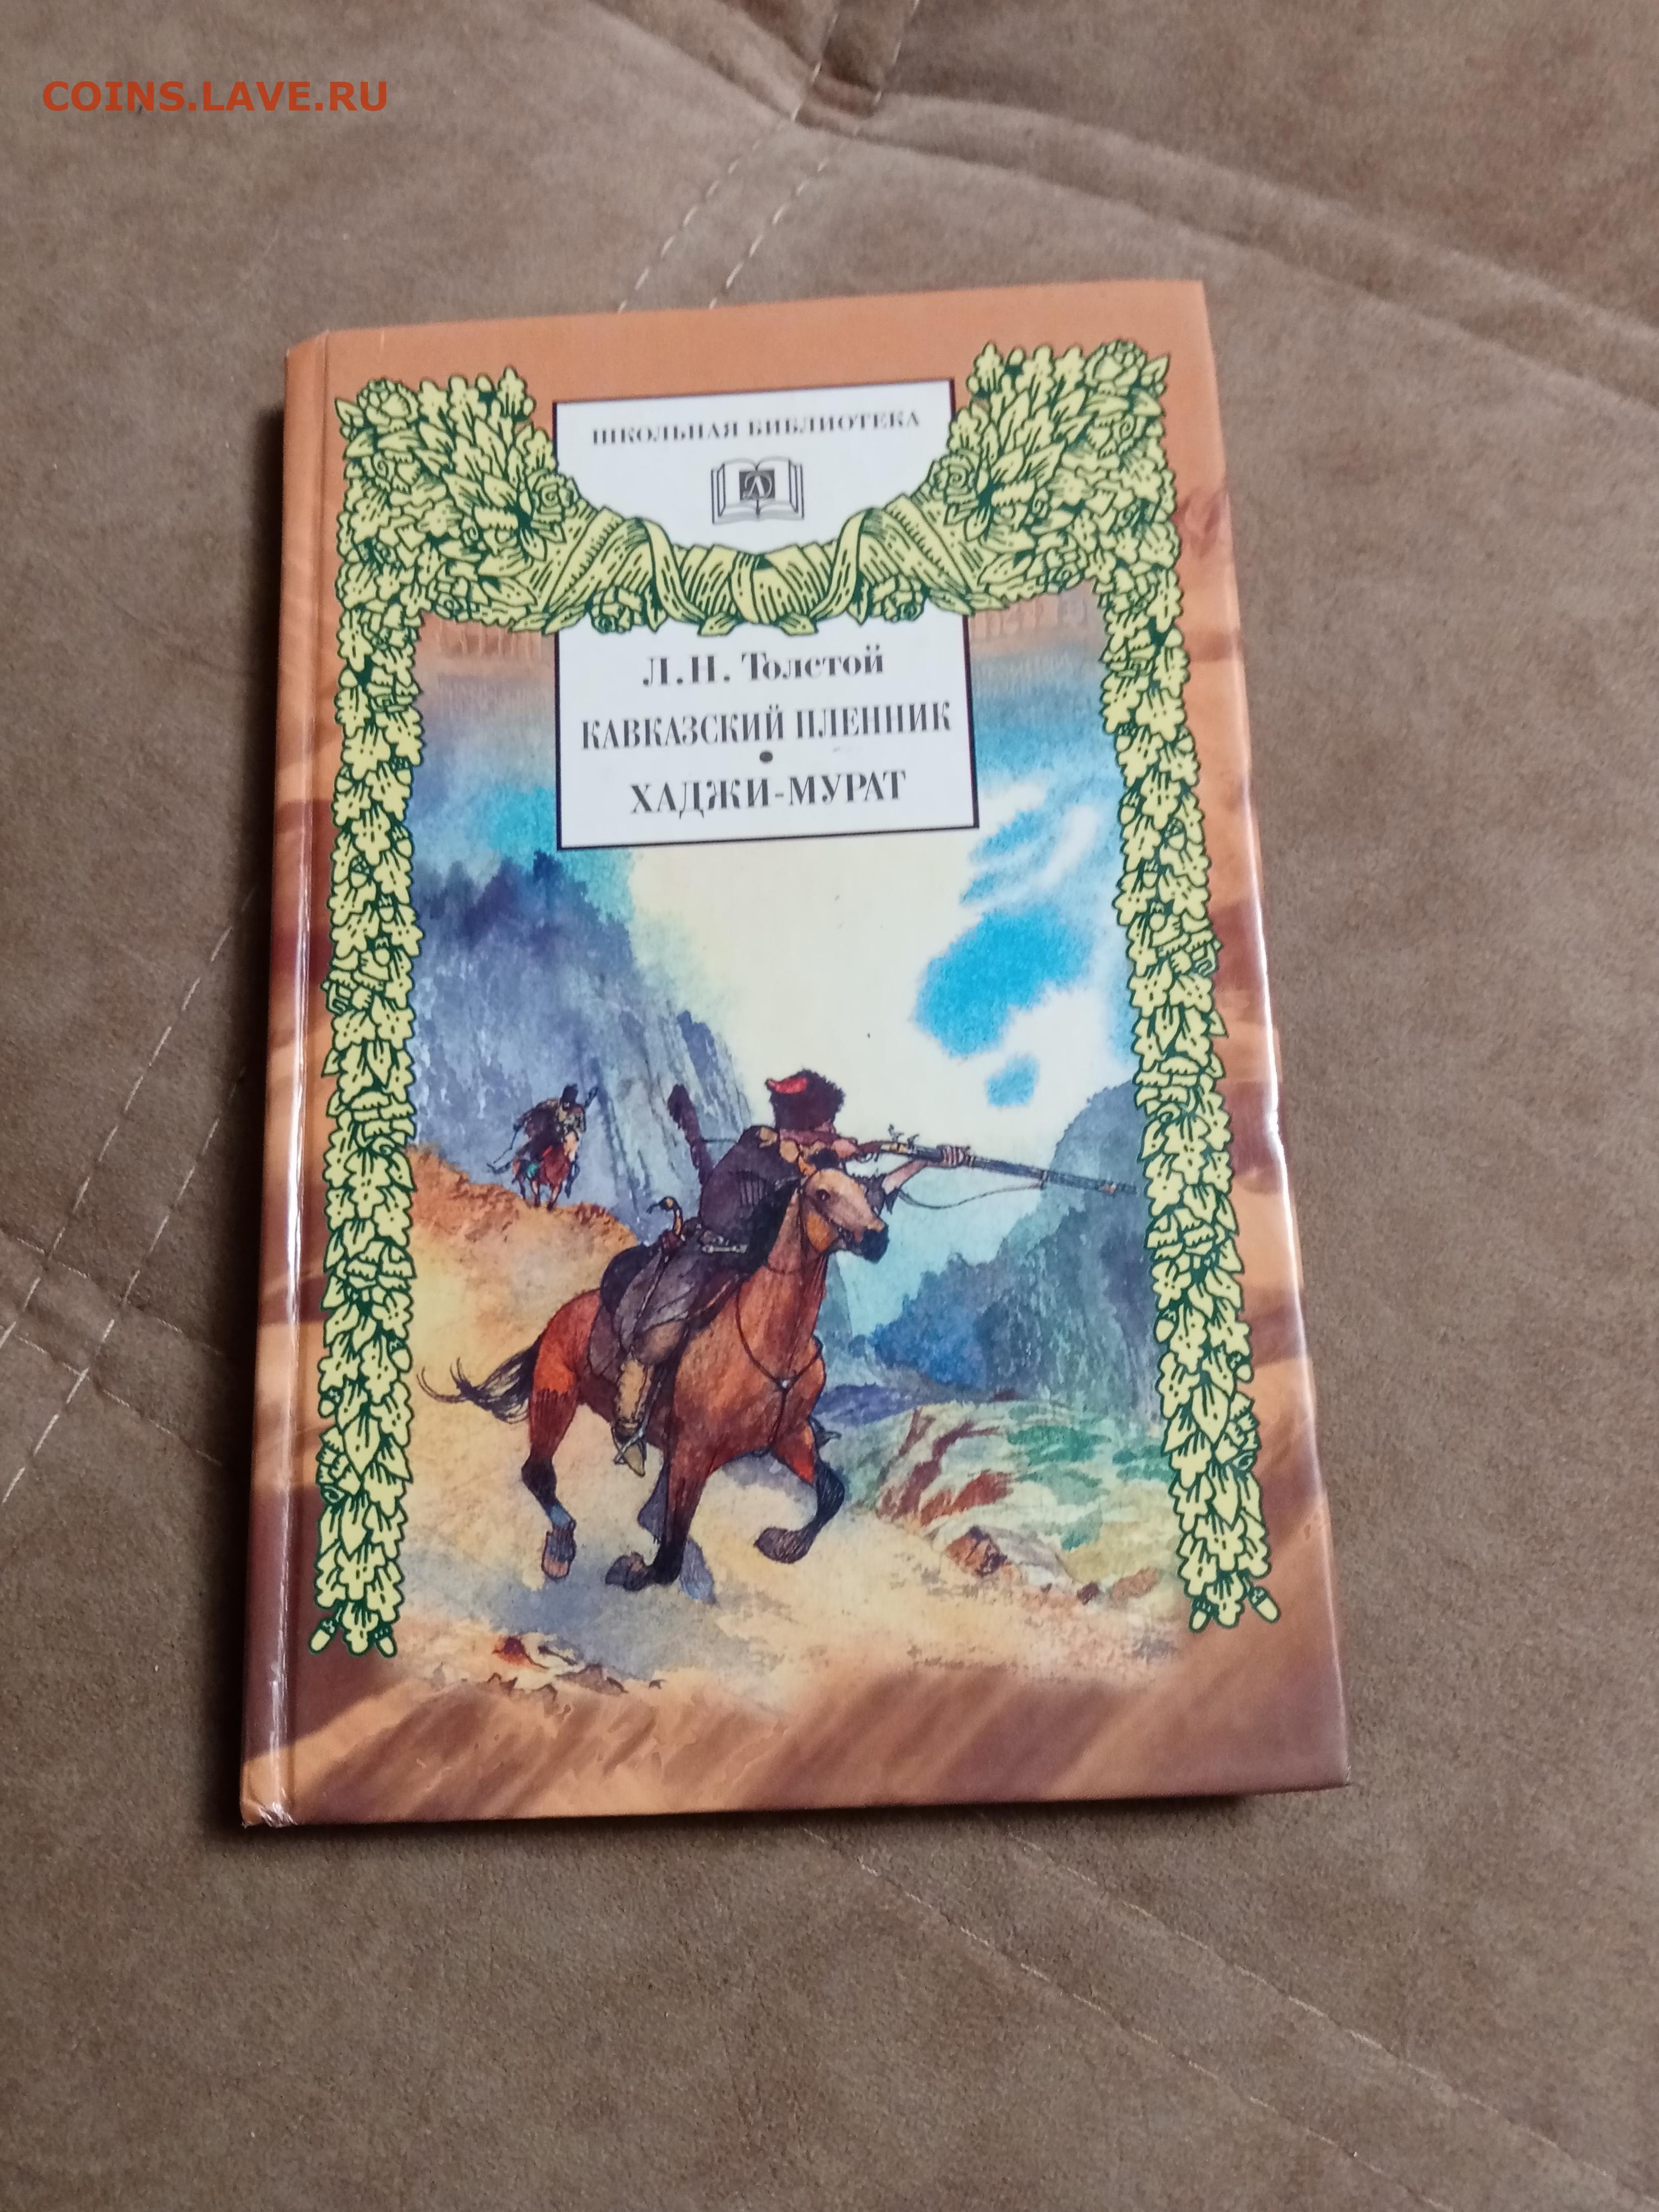 COINS.LAVE.RU
ШКОЛЬНАЯ БИБЛИОТЕКА
Л.Н. Толстой
КАВКАЗСКИЙ ПЛЕННИК
•
ХАДЖИ-МУРАТ